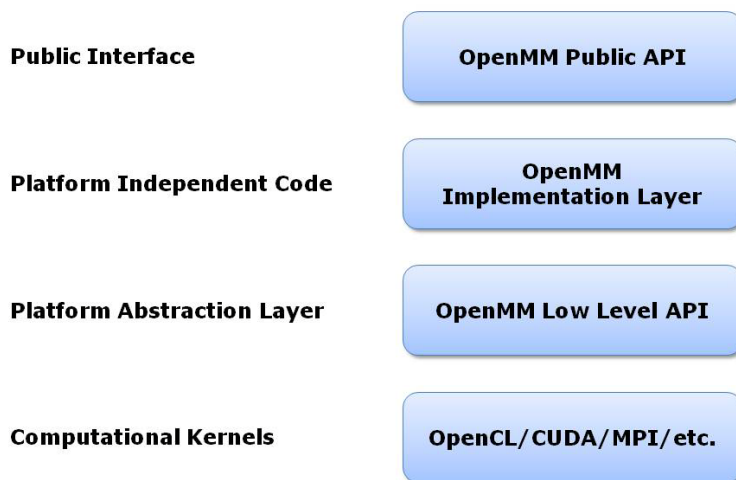 Public Interface
OpenMM Public API
Platform Independent Code
OpenMM
Implementation Layer
Platform Abstraction Layer
OpenMM Low Level API
Computational Kernels
OpenCL/CUDA/MPI/etc.